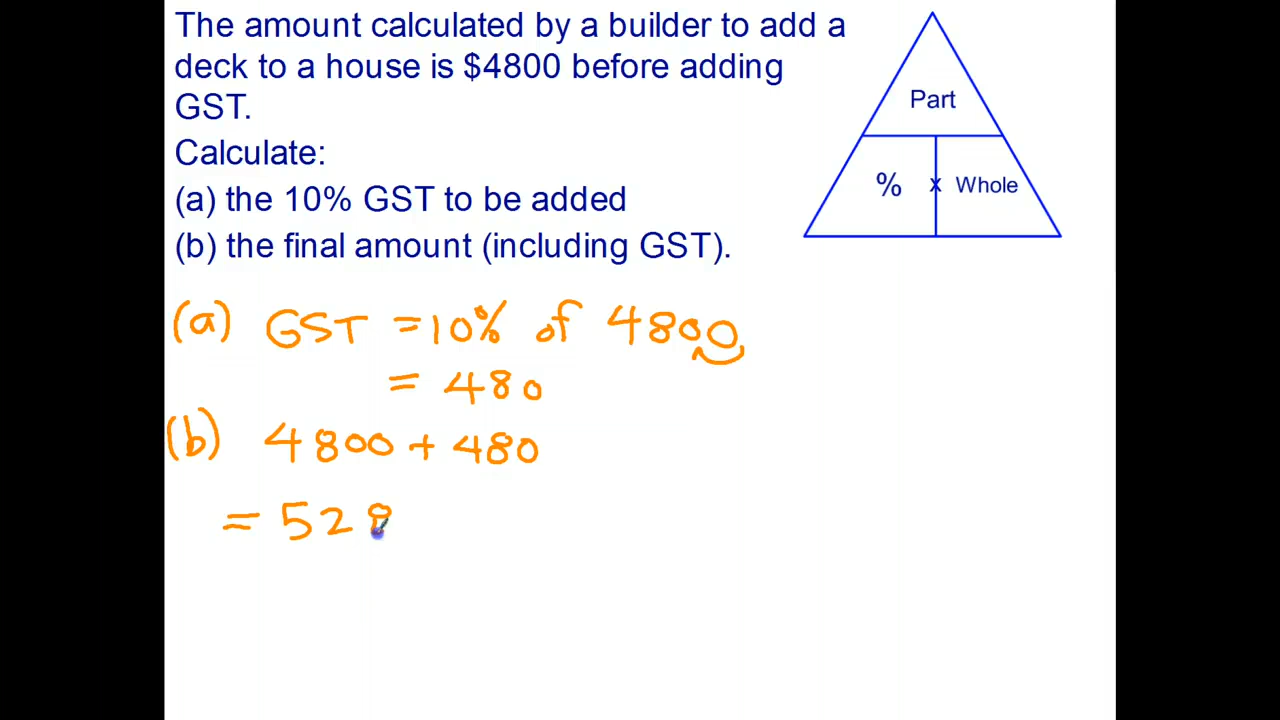 The amount calculated by a builder to add a
deck to a house is $4800 before adding
GST.
Calculate:
(a) the 10% GST to be added
(b) the final amount (including GST).
Part
% x Whole
(a) GST = 10% of 4800
= 480
(b) 4800 + 480
= 528